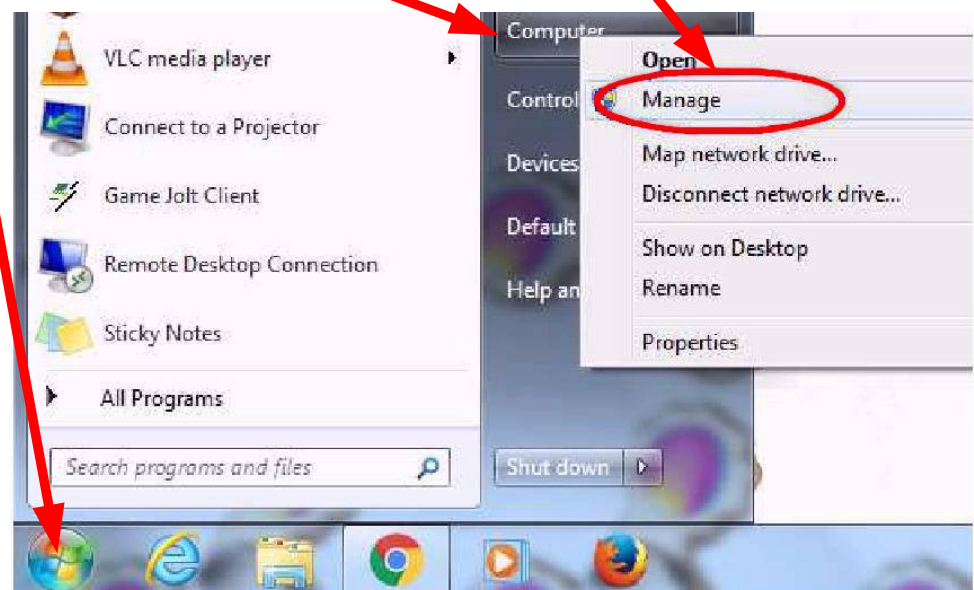 VLC media player
Connect to a Projector
Game Jolt Client
Remote Desktop Connection
Sticky Notes
All Programs
Search programs and files
Computer
Control
Devices
Default
Help an
Shut down
Open
Manage
Map network drive...
Disconnect network drive...
Show on Desktop
Rename
Properties